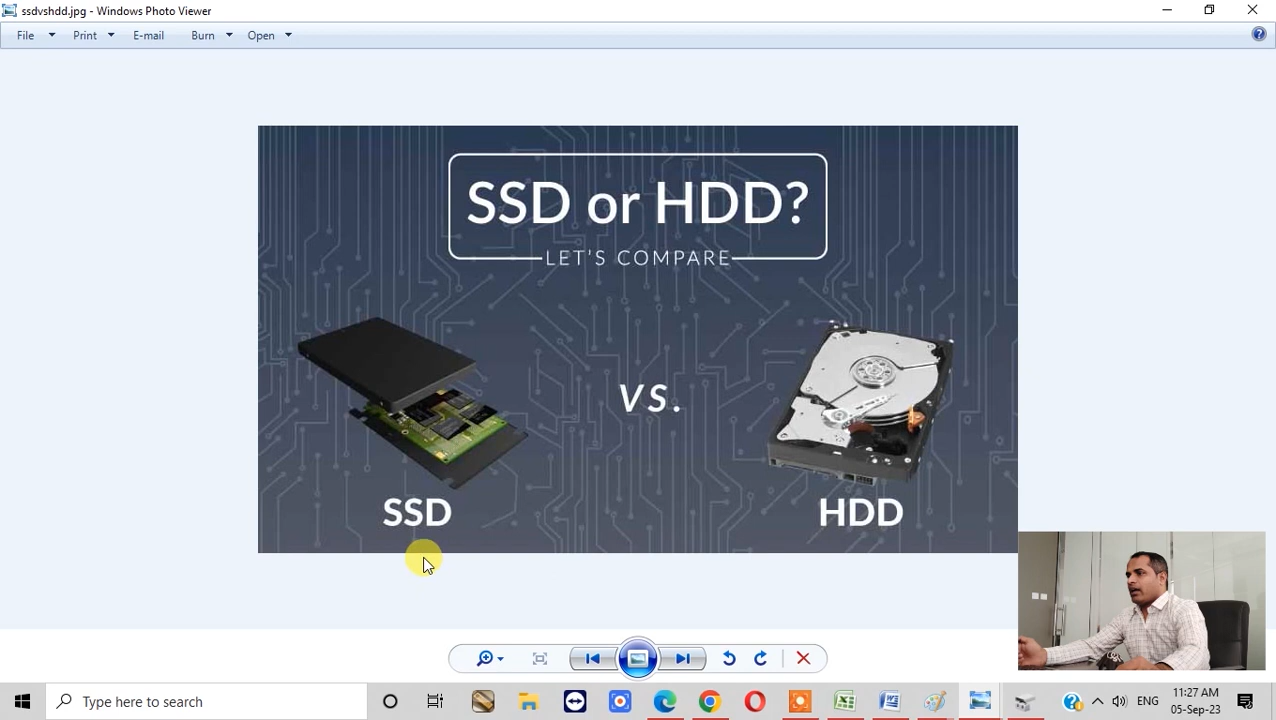 ssdvshdd.jpg - Windows Photo Viewer
File Print E-mail Burn Open
SSD or HDD?
LET'S COMPARE
VS.
SSD HDD
Type here to search
ENG
11:27 AM
05-Sep-23